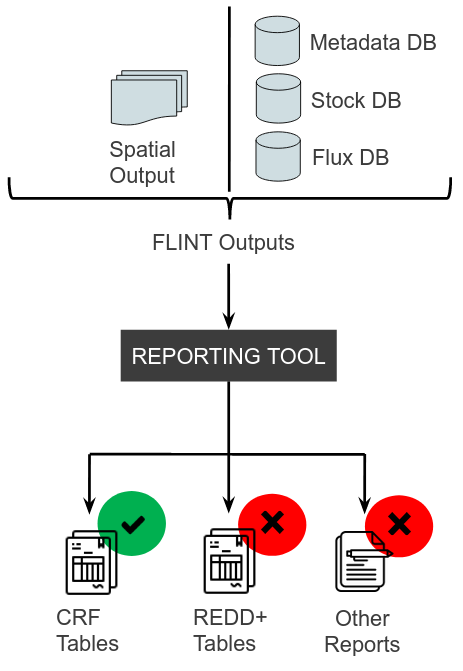 Metadata DB
Stock DB
Flux DB
Spatial
Output
FLINT Outputs
REPORTING TOOL
CRF
Tables
REDD+
Tables
Other
Reports